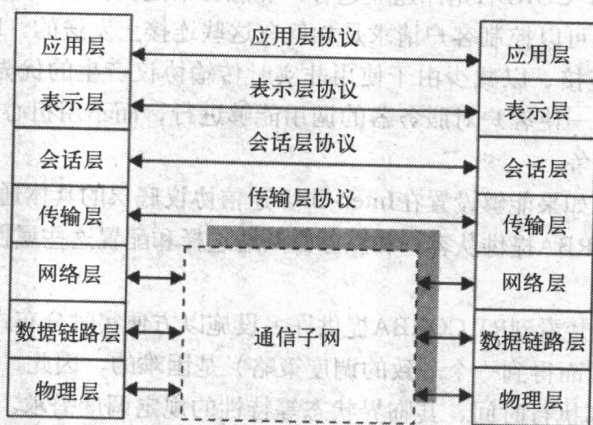 应用层
表示层
会话层
传输层
网络层
数据链路层
物理层
应用层协议
表示层协议
会话层协议
传输层协议
通信子网
应用层
表示层
会话层
传输层
网络层
数据链路层
物理层